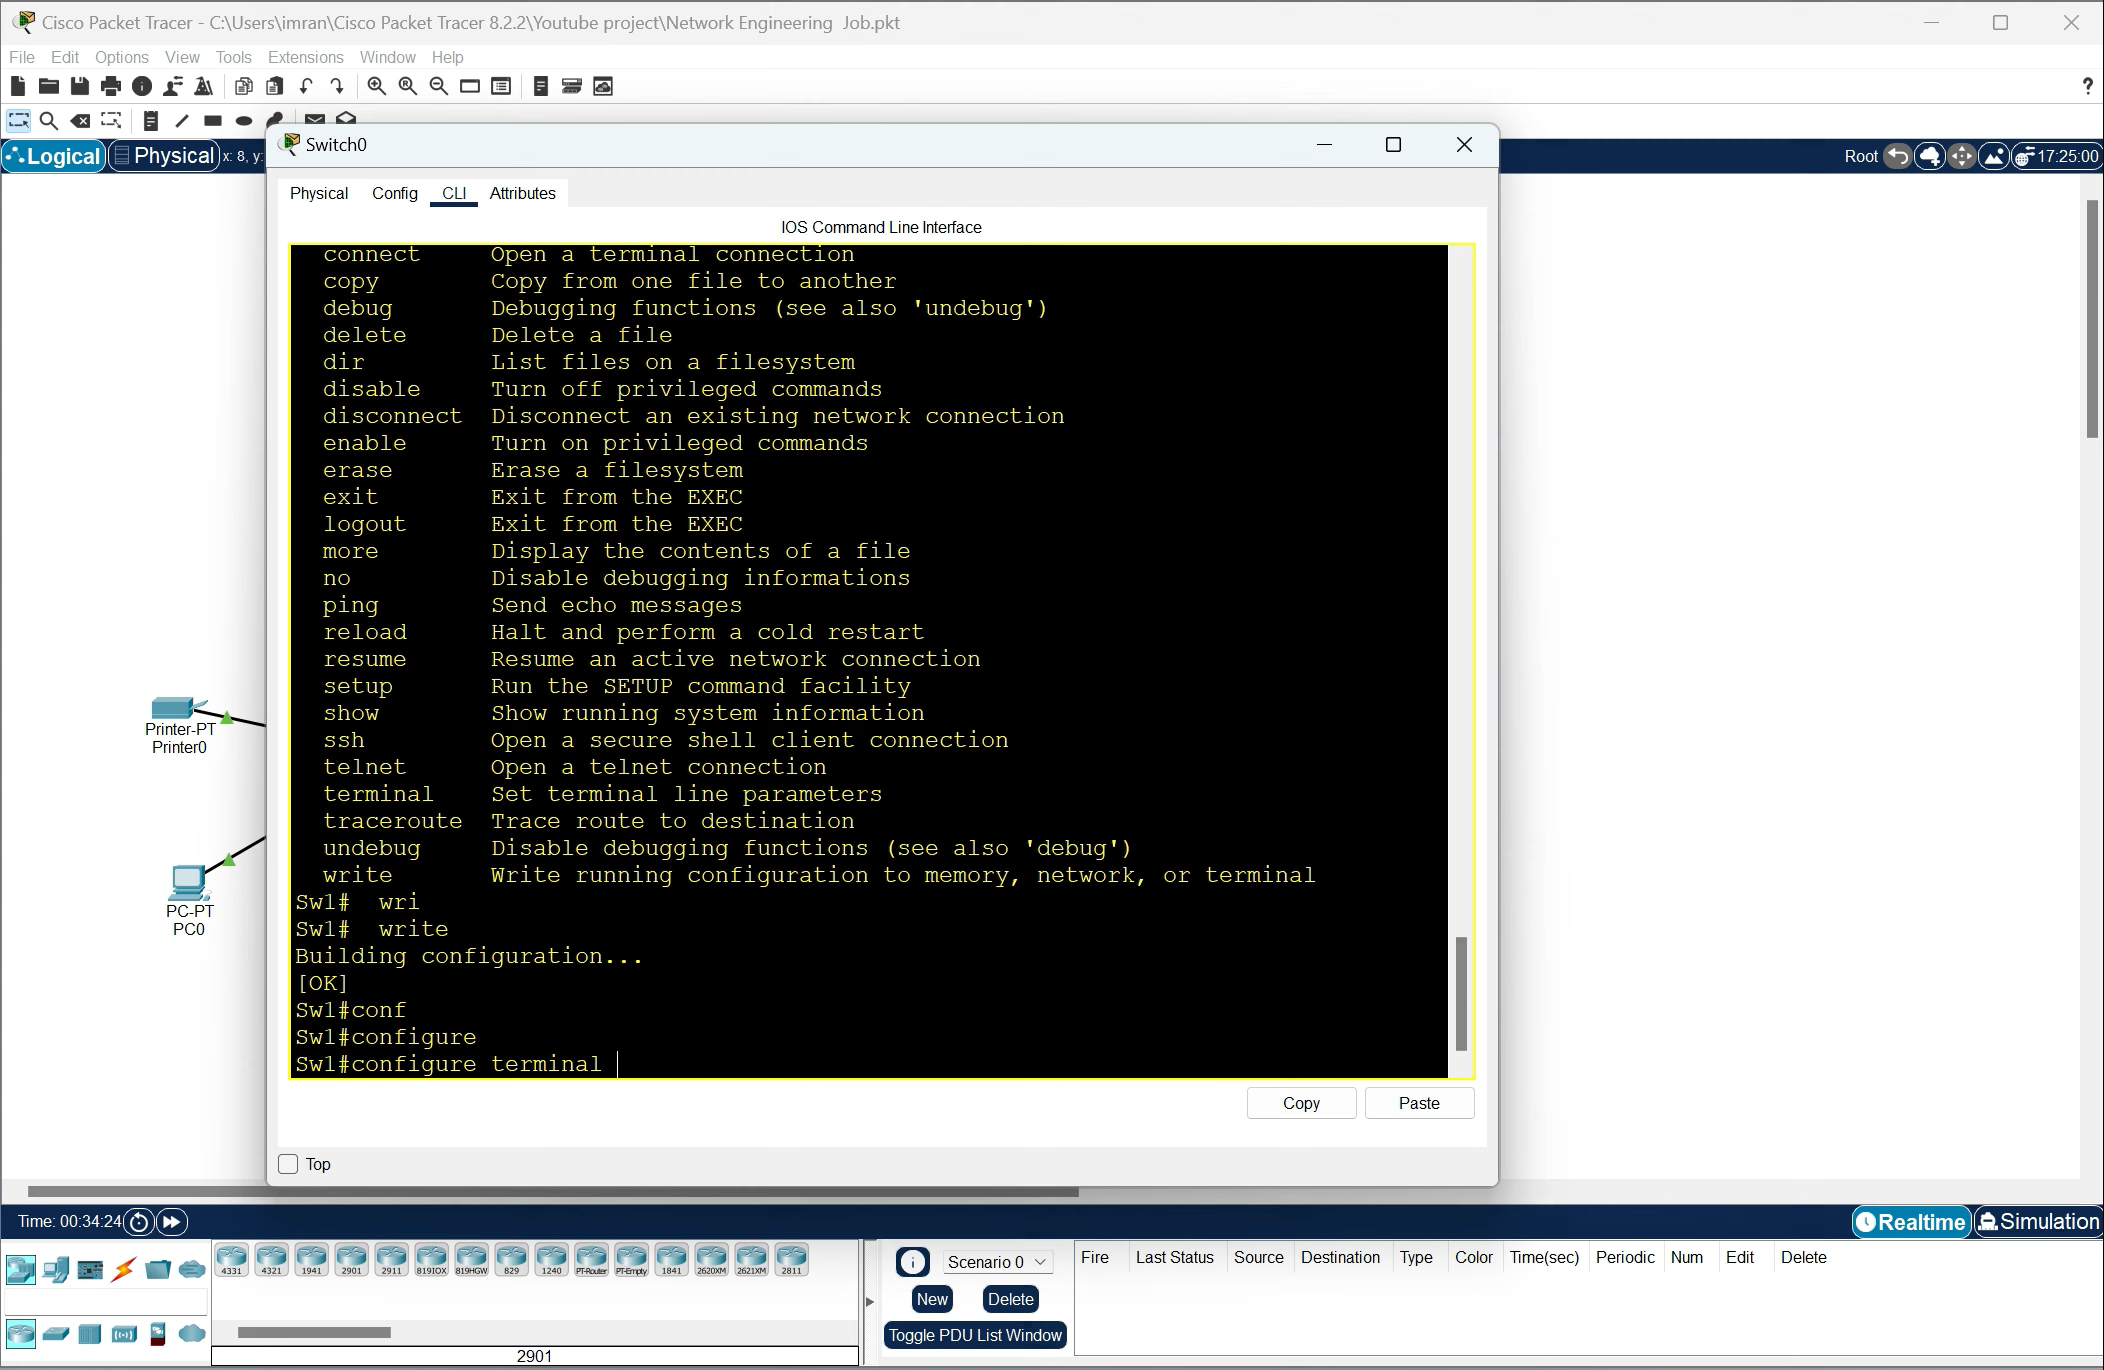 Cisco Packet Tracer - C:\Users\imran\Cisco Packet Tracer 8.2.2\Youtube project\Network Engineering Job.pkt
File Edit Options View Tools Extensions Window Help
?
Logical Physical x: 8, y: Root 17:25:00
Switch0
Physical Config CLI Attributes
IOS Command Line Interface
connect Open a terminal connection
copy Copy from one file to another
debug Debugging functions (see also 'undebug')
delete Delete a file
dir List files on a filesystem
disable Turn off privileged commands
disconnect Disconnect an existing network connection
enable Turn on privileged commands
erase Erase a filesystem
exit Exit from the EXEC
logout Exit from the EXEC
more Display the contents of a file
no Disable debugging informations
ping Send echo messages
reload Halt and perform a cold restart
resume Resume an active network connection
setup Run the SETUP command facility
show Show running system information
ssh Open a secure shell client connection
telnet Open a telnet connection
terminal Set terminal line parameters
traceroute Trace route to destination
undebug Disable debugging functions (see also 'debug')
write Write running configuration to memory, network, or terminal
Sw1# wri
Sw1# write
Building configuration...
[OK]
Sw1#conf
Sw1#configure
Sw1#configure terminal
Copy Paste
Top
Printer-PT
Printer0
PC-PT
PC0
Time: 00:34:24 Realtime Simulation
4331 4321 1941 2901 2911 819IOX 819HGW 829 1240 PT-Router PT-Empty 1841 2620XM 2621XM 2811
2901
Scenario 0
New Delete
Toggle PDU List Window
Fire Last Status Source Destination Type Color Time(sec) Periodic Num Edit Delete